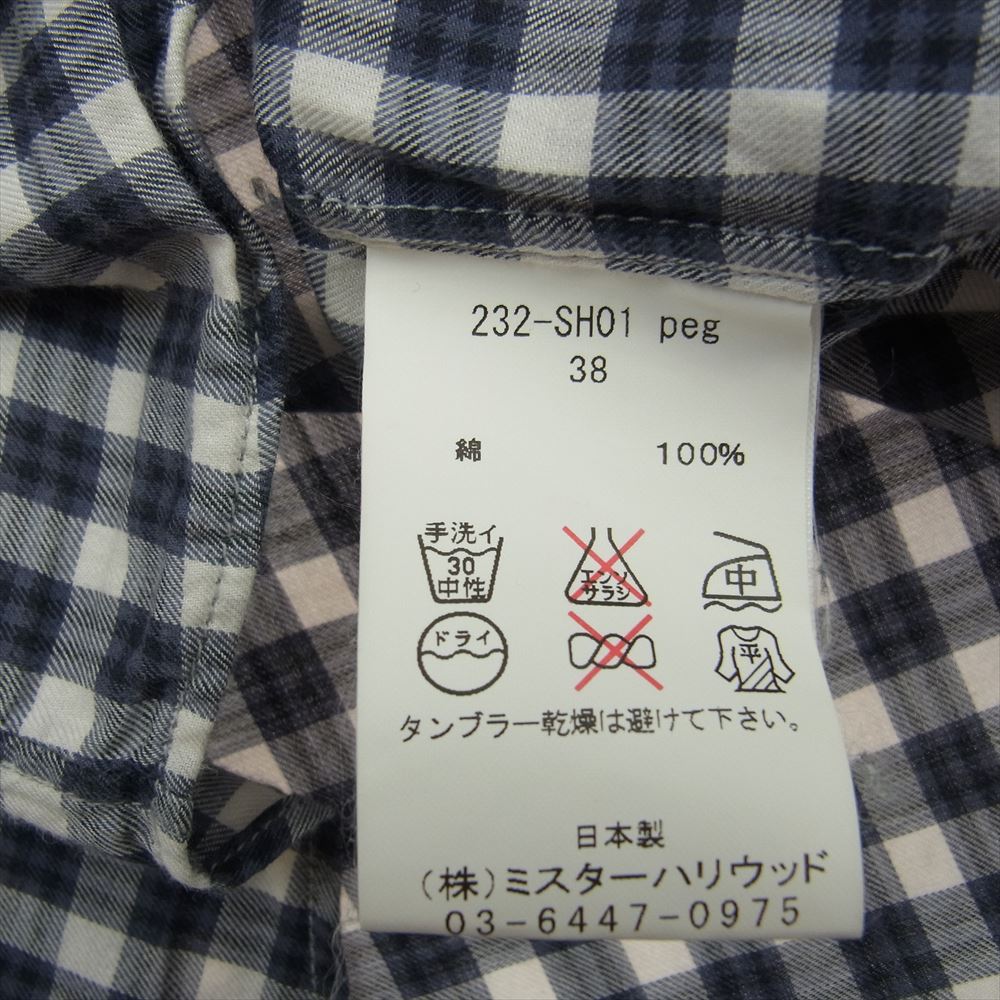 232-SH01 peg
38
綿 100%
手洗イ
30
中性
エンソ
サラシ
中
ドライ
平
タンブラー乾燥は避けて下さい。
日本製
(株)ミスターハリウッド
03-6447-0975